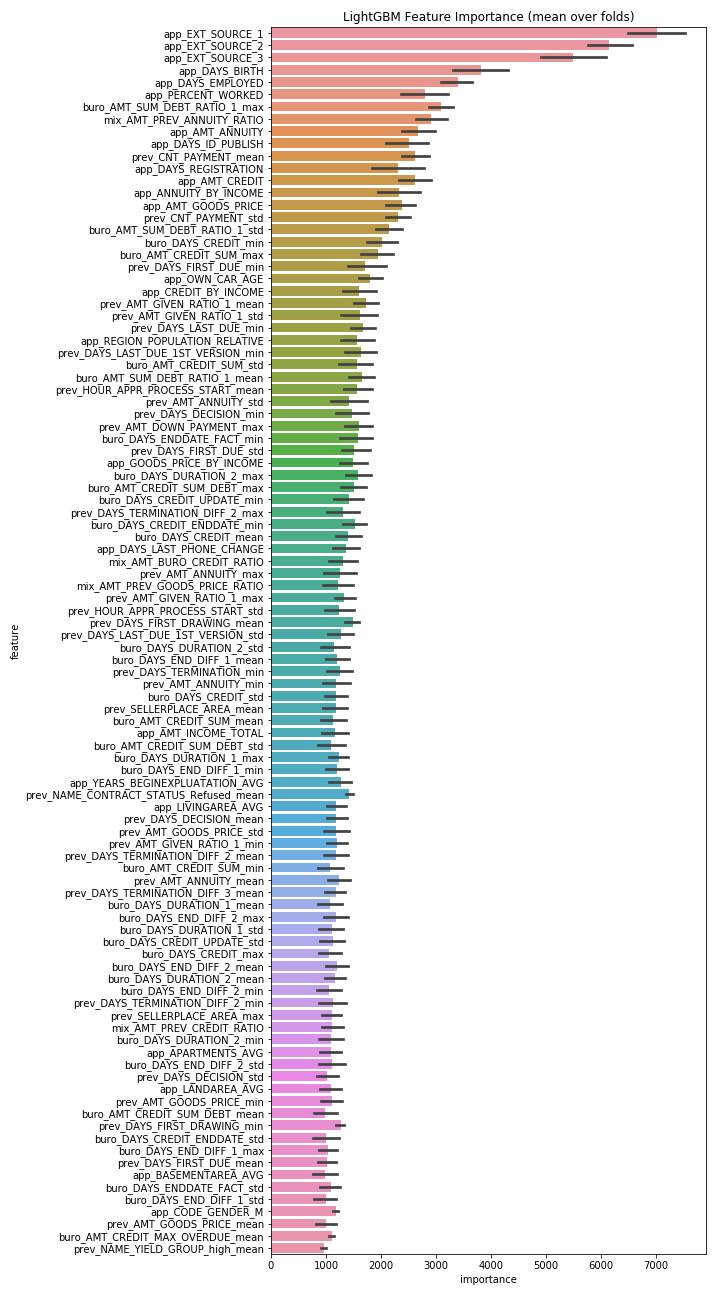 LightGBM Feature Importance (mean over folds)
app_EXT_SOURCE_1
app_EXT_SOURCE_2
app_EXT_SOURCE_3
app_DAYS_BIRTH
app_DAYS_EMPLOYED
app_PERCENT_WORKED
buro_AMT_SUM_DEBT_RATIO_1_max
mix_AMT_PREV_ANNUITY_RATIO
app_AMT_ANNUITY
app_DAYS_ID_PUBLISH
prev_CNT_PAYMENT_mean
app_DAYS_REGISTRATION
app_AMT_CREDIT
app_ANNUITY_BY_INCOME
app_AMT_GOODS_PRICE
prev_CNT_PAYMENT_std
buro_AMT_SUM_DEBT_RATIO_1_std
buro_DAYS_CREDIT_min
buro_AMT_CREDIT_SUM_max
prev_DAYS_FIRST_DUE_min
app_OWN_CAR_AGE
app_CREDIT_BY_INCOME
prev_AMT_GIVEN_RATIO_1_mean
prev_AMT_GIVEN_RATIO_1_std
prev_DAYS_LAST_DUE_min
app_REGION_POPULATION_RELATIVE
prev_DAYS_LAST_DUE_1ST_VERSION_min
buro_AMT_CREDIT_SUM_std
buro_AMT_SUM_DEBT_RATIO_1_mean
prev_HOUR_APPR_PROCESS_START_mean
prev_AMT_ANNUITY_std
prev_DAYS_DECISION_min
prev_AMT_DOWN_PAYMENT_max
buro_DAYS_ENDDATE_FACT_min
prev_DAYS_FIRST_DUE_std
app_GOODS_PRICE_BY_INCOME
buro_DAYS_DURATION_2_max
buro_AMT_CREDIT_SUM_DEBT_max
buro_DAYS_CREDIT_UPDATE_min
prev_DAYS_TERMINATION_DIFF_2_max
buro_DAYS_CREDIT_ENDDATE_min
buro_DAYS_CREDIT_mean
app_DAYS_LAST_PHONE_CHANGE
mix_AMT_BURO_CREDIT_RATIO
prev_AMT_ANNUITY_max
mix_AMT_PREV_GOODS_PRICE_RATIO
prev_AMT_GIVEN_RATIO_1_max
prev_HOUR_APPR_PROCESS_START_std
prev_DAYS_FIRST_DRAWING_mean
prev_DAYS_LAST_DUE_1ST_VERSION_std
buro_DAYS_DURATION_2_std
buro_DAYS_END_DIFF_1_mean
prev_DAYS_TERMINATION_min
prev_AMT_ANNUITY_min
buro_DAYS_CREDIT_std
prev_SELLERPLACE_AREA_mean
buro_AMT_CREDIT_SUM_mean
app_AMT_INCOME_TOTAL
buro_AMT_CREDIT_SUM_DEBT_std
buro_DAYS_DURATION_1_max
buro_DAYS_END_DIFF_1_min
app_YEARS_BEGINEXPLUATATION_AVG
prev_NAME_CONTRACT_STATUS_Refused_mean
app_LIVINGAREA_AVG
prev_DAYS_DECISION_mean
prev_AMT_GOODS_PRICE_std
prev_AMT_GIVEN_RATIO_1_min
prev_DAYS_TERMINATION_DIFF_2_mean
buro_AMT_CREDIT_SUM_min
prev_AMT_ANNUITY_mean
prev_DAYS_TERMINATION_DIFF_3_mean
buro_DAYS_DURATION_1_mean
buro_DAYS_END_DIFF_2_max
buro_DAYS_DURATION_1_std
buro_DAYS_CREDIT_UPDATE_std
buro_DAYS_CREDIT_max
buro_DAYS_END_DIFF_2_mean
buro_DAYS_DURATION_2_mean
buro_DAYS_END_DIFF_2_min
prev_DAYS_TERMINATION_DIFF_2_min
prev_SELLERPLACE_AREA_max
mix_AMT_PREV_CREDIT_RATIO
buro_DAYS_DURATION_2_min
app_APARTMENTS_AVG
buro_DAYS_END_DIFF_2_std
prev_DAYS_DECISION_std
app_LANDAREA_AVG
prev_AMT_GOODS_PRICE_min
buro_AMT_CREDIT_SUM_DEBT_mean
prev_DAYS_FIRST_DRAWING_min
buro_DAYS_CREDIT_ENDDATE_std
buro_DAYS_END_DIFF_1_max
prev_DAYS_FIRST_DUE_mean
app_BASEMENTAREA_AVG
buro_DAYS_ENDDATE_FACT_std
buro_DAYS_END_DIFF_1_std
app_CODE_GENDER_M
prev_AMT_GOODS_PRICE_mean
buro_AMT_CREDIT_MAX_OVERDUE_mean
prev_NAME_YIELD_GROUP_high_mean
feature
0 1000 2000 3000 4000 5000 6000 7000
importance